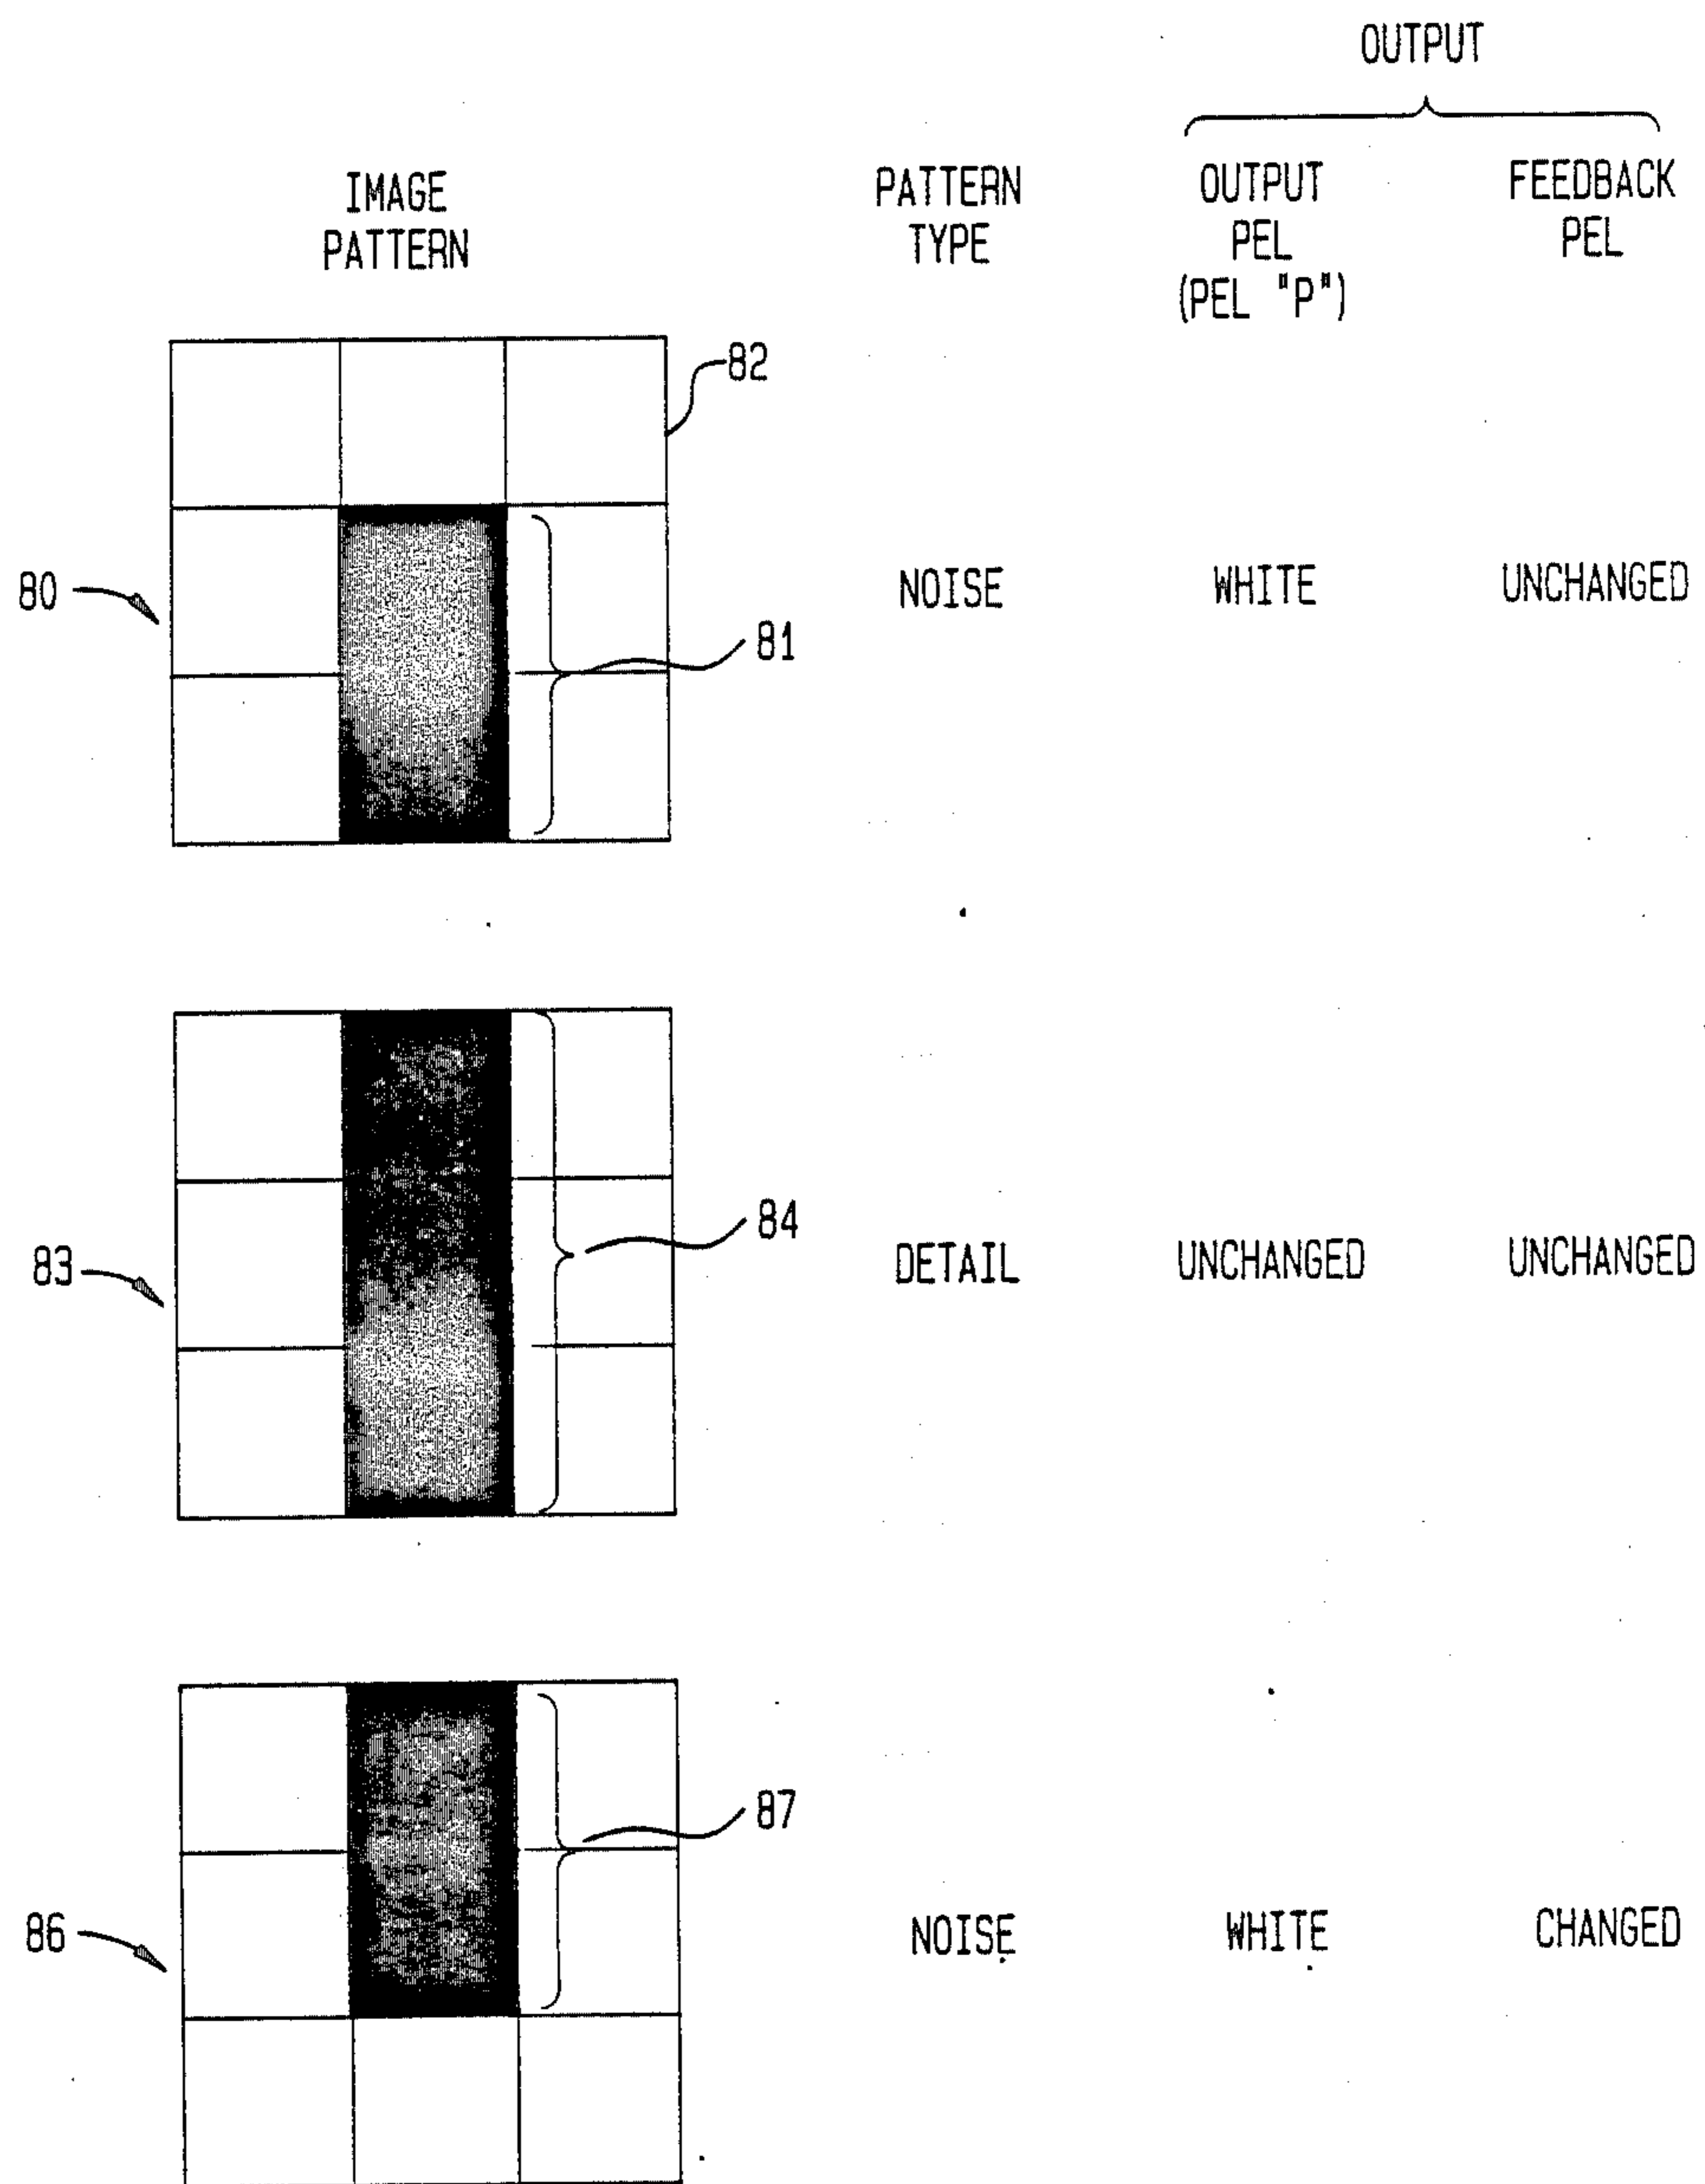 OUTPUT
IMAGE
PATTERN
PATTERN
TYPE
OUTPUT
PEL
(PEL "P")
FEEDBACK
PEL
82
80
81
NOISE
WHITE
UNCHANGED
83
84
DETAIL
UNCHANGED
UNCHANGED
86
87
NOISE
WHITE
CHANGED